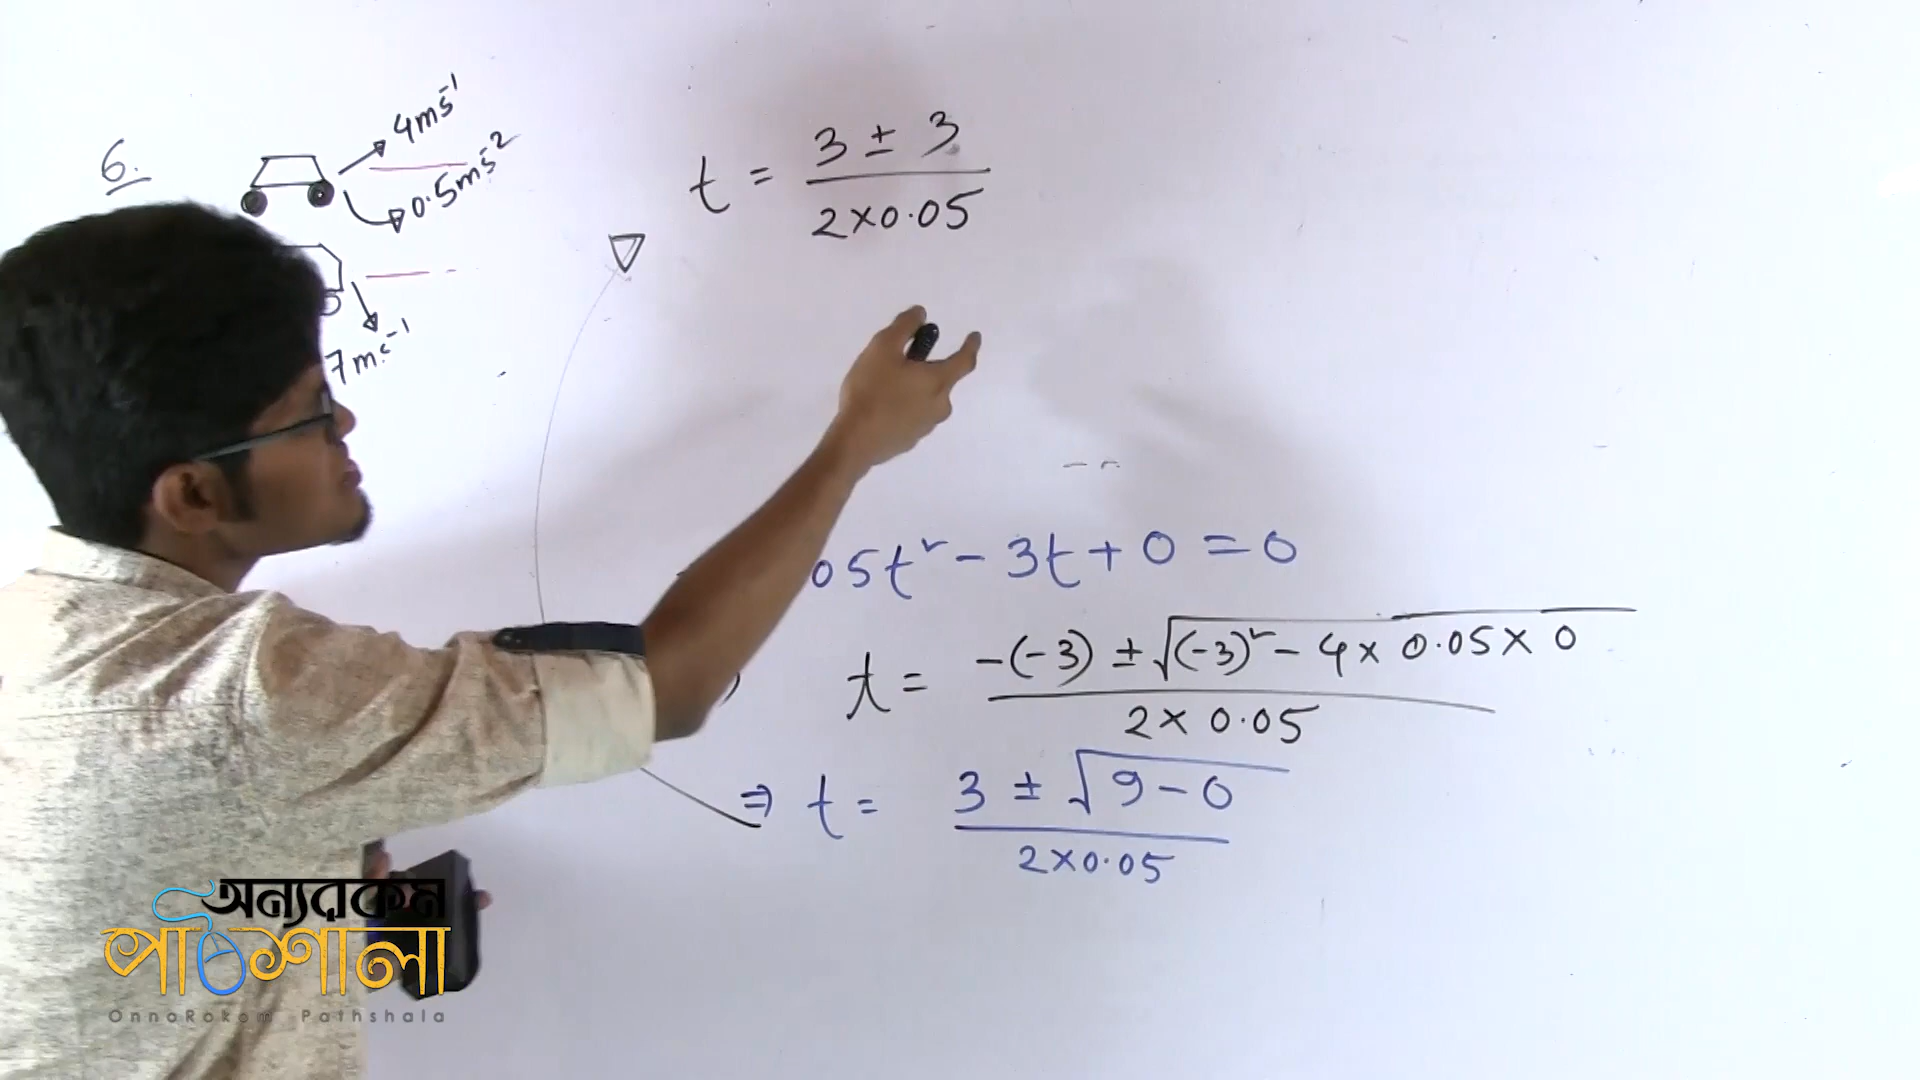 6.
4ms⁻¹
0.5ms⁻²
7ms⁻¹
t = (3 ± 3) / (2×0.05)
05t² - 3t + 0 = 0
t = (-(-3) ± √((-3)² - 4 × 0.05 × 0)) / (2 × 0.05)
⇒ t = (3 ± √(9 - 0)) / (2×0.05)
অন্যরকম
পাঠশালা
OnnoRokom Pathshala